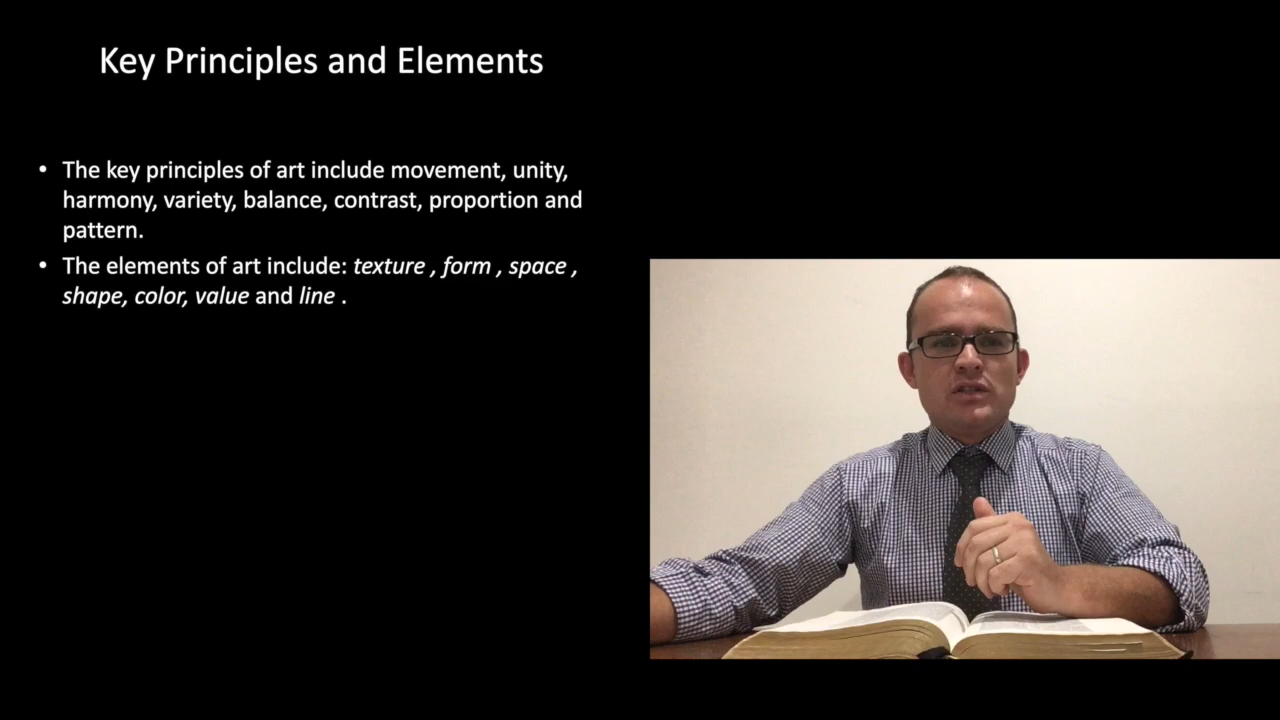 Key Principles and Elements
• The key principles of art include movement, unity,
harmony, variety, balance, contrast, proportion and
pattern.
• The elements of art include: texture , form , space ,
shape, color, value and line .